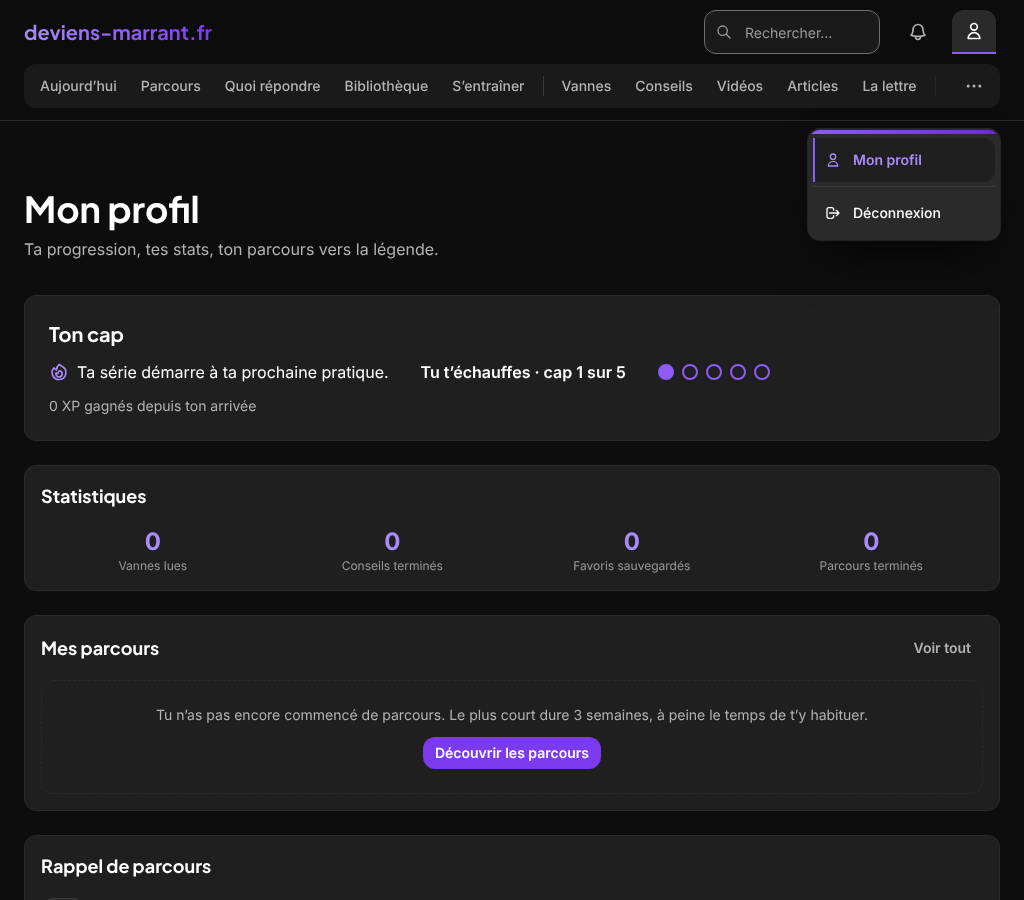 deviens-marrant.fr
Rechercher...
Aujourd’hui Parcours Quoi répondre Bibliothèque S’entraîner Vannes Conseils Vidéos Articles La lettre ···
Mon profil
Déconnexion
Mon profil
Ta progression, tes stats, ton parcours vers la légende.
Ton cap
Ta série démarre à ta prochaine pratique. Tu t’échauffes · cap 1 sur 5
0 XP gagnés depuis ton arrivée
Statistiques
0 0 0 0
Vannes lues Conseils terminés Favoris sauvegardés Parcours terminés
Mes parcours Voir tout
Tu n’as pas encore commencé de parcours. Le plus court dure 3 semaines, à peine le temps de t’y habituer.
Découvrir les parcours
Rappel de parcours